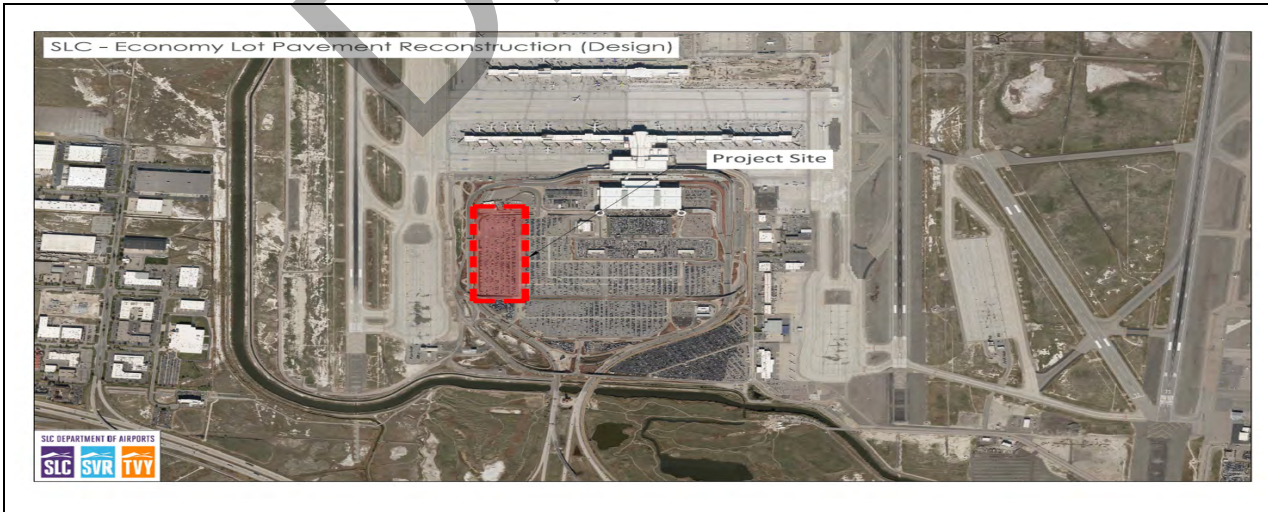 SLC – Economy Lot Pavement Reconstruction (Design)
Project Site
SLC DEPARTMENT OF AIRPORTS
SLC SVR TVY